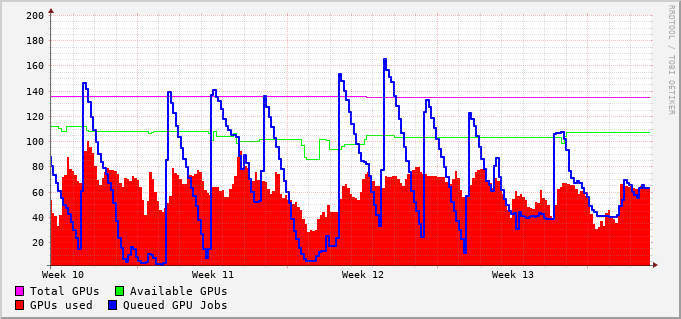 200
180
160
140
120
100
80
60
40
20
Week 10 Week 11 Week 12 Week 13
Total GPUs Available GPUs
GPUs used Queued GPU Jobs
RRDTOOL / TOBI OETIKER